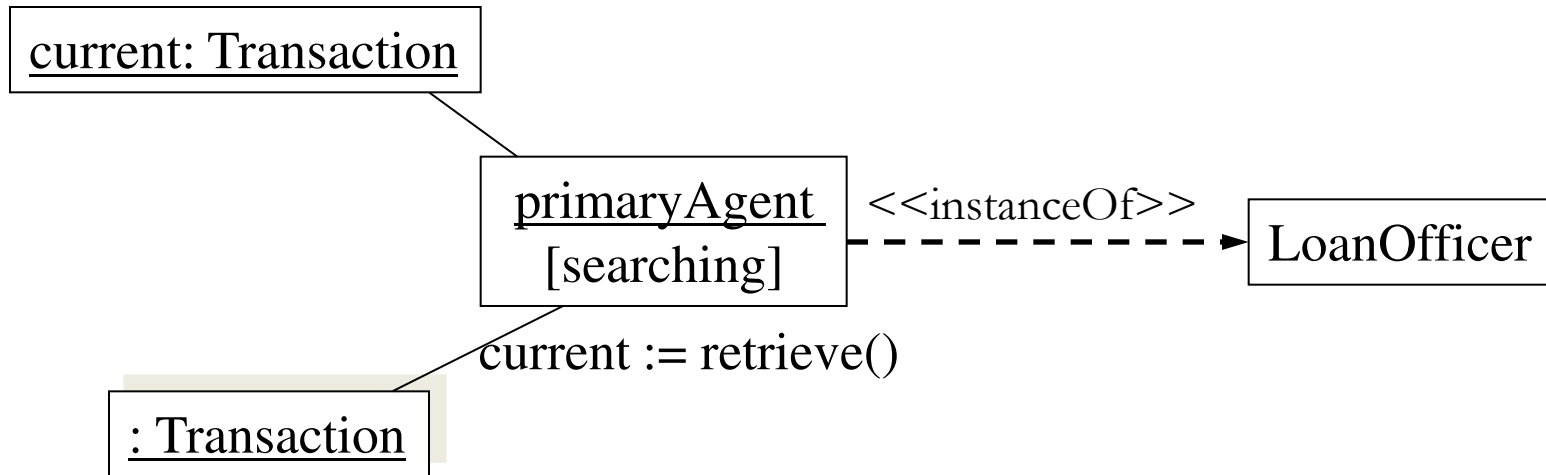 current: Transaction
primaryAgent
[searching]
<<instanceOf>>
LoanOfficer
current := retrieve()
: Transaction